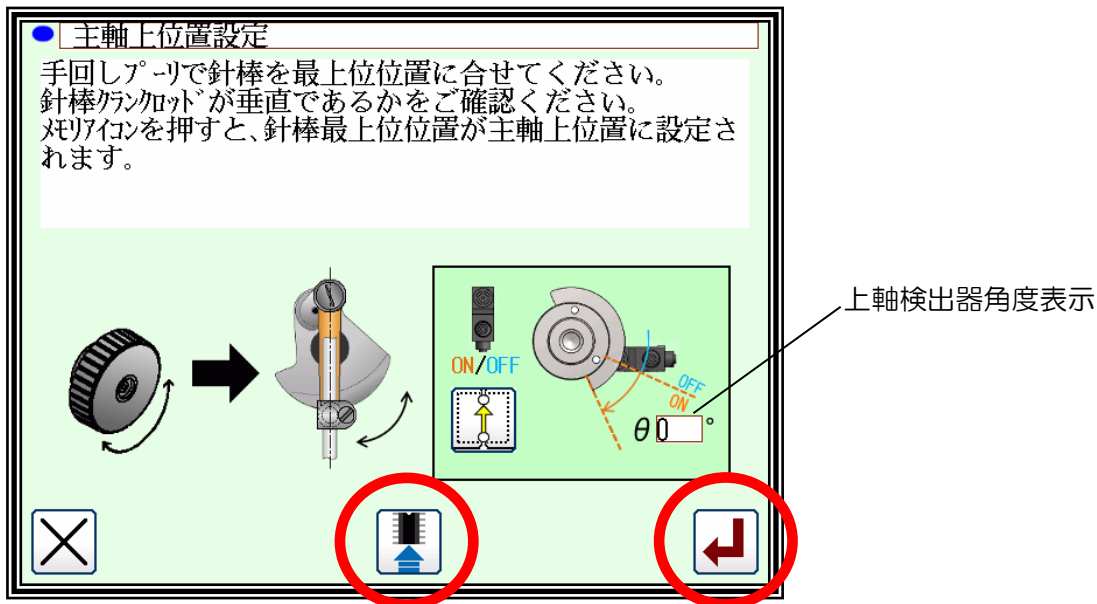 主軸上位置設定
手回しﾌﾟｰﾘで針棒を最上位位置に合せてください。
針棒ｸﾗﾝｸﾛｯﾄﾞが垂直であるかをご確認ください。
ﾒﾓﾘｱｲｺﾝを押すと、針棒最上位位置が主軸上位置に設定さ
れます。
上軸検出器角度表示
ON/OFF
OFF
ON
θ0°